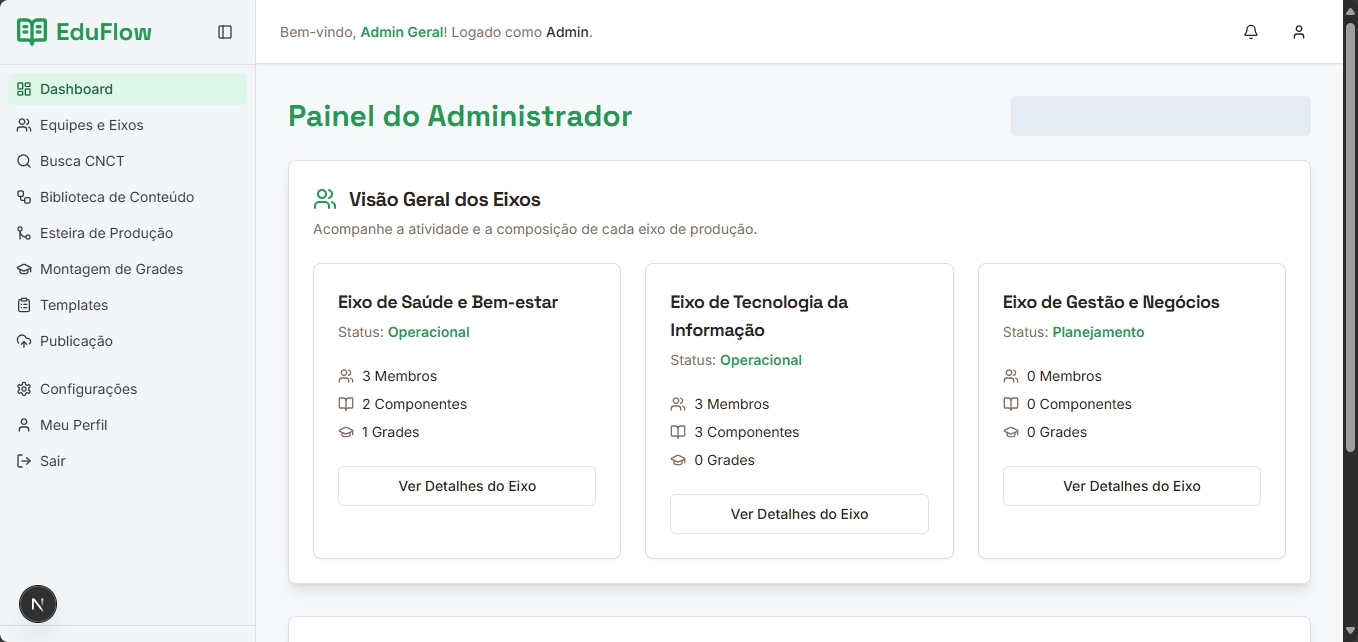 EduFlow
Bem-vindo, Admin Geral! Logado como Admin.
Dashboard
Equipes e Eixos
Busca CNCT
Biblioteca de Conteúdo
Esteira de Produção
Montagem de Grades
Templates
Publicação
Configurações
Meu Perfil
Sair
N
Painel do Administrador
Visão Geral dos Eixos
Acompanhe a atividade e a composição de cada eixo de produção.
Eixo de Saúde e Bem-estar
Status: Operacional
3 Membros
2 Componentes
1 Grades
Ver Detalhes do Eixo
Eixo de Tecnologia da
Informação
Status: Operacional
3 Membros
3 Componentes
0 Grades
Ver Detalhes do Eixo
Eixo de Gestão e Negócios
Status: Planejamento
0 Membros
0 Componentes
0 Grades
Ver Detalhes do Eixo